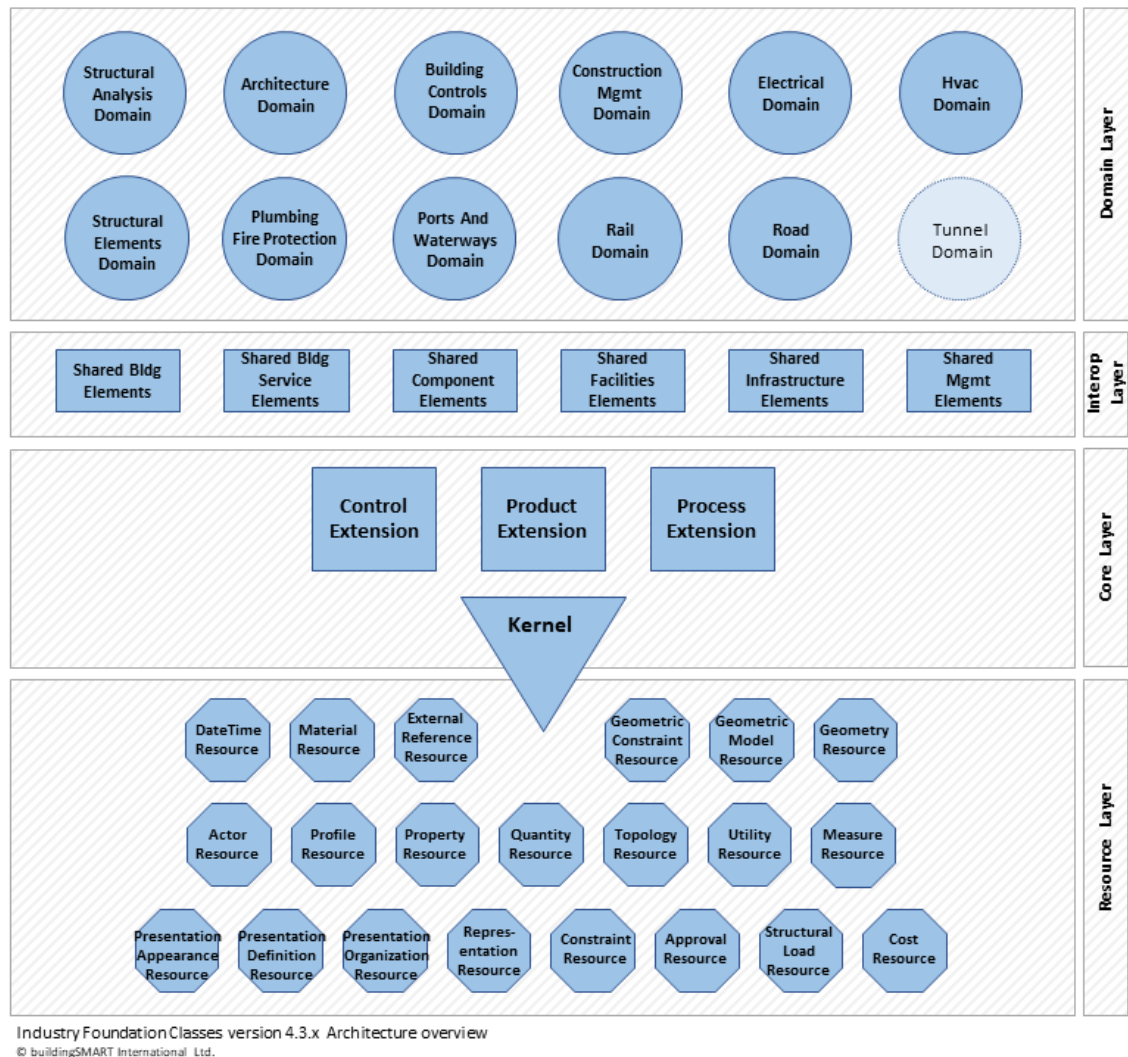 Structural
Analysis
Domain
Architecture
Domain
Building
Controls
Domain
Construction
Mgmt
Domain
Electrical
Domain
Hvac
Domain
Structural
Elements
Domain
Plumbing
Fire Protection
Domain
Ports And
Waterways
Domain
Rail
Domain
Road
Domain
Tunnel
Domain
Domain Layer
Shared Bldg
Elements
Shared Bldg
Service
Elements
Shared
Component
Elements
Shared
Facilities
Elements
Shared
Infrastructure
Elements
Shared
Mgmt
Elements
Interop
Layer
Control
Extension
Product
Extension
Process
Extension
Kernel
Core Layer
DateTime
Resource
Material
Resource
External
Reference
Resource
Geometric
Constraint
Resource
Geometric
Model
Resource
Geometry
Resource
Actor
Resource
Profile
Resource
Property
Resource
Quantity
Resource
Topology
Resource
Utility
Resource
Measure
Resource
Presentation
Appearance
Resource
Presentation
Definition
Resource
Presentation
Organization
Resource
Repres-
entation
Resource
Constraint
Resource
Approval
Resource
Structural
Load
Resource
Cost
Resource
Resource Layer
Industry Foundation Classes version 4.3.x Architecture overview
© buildingSMART International Ltd.